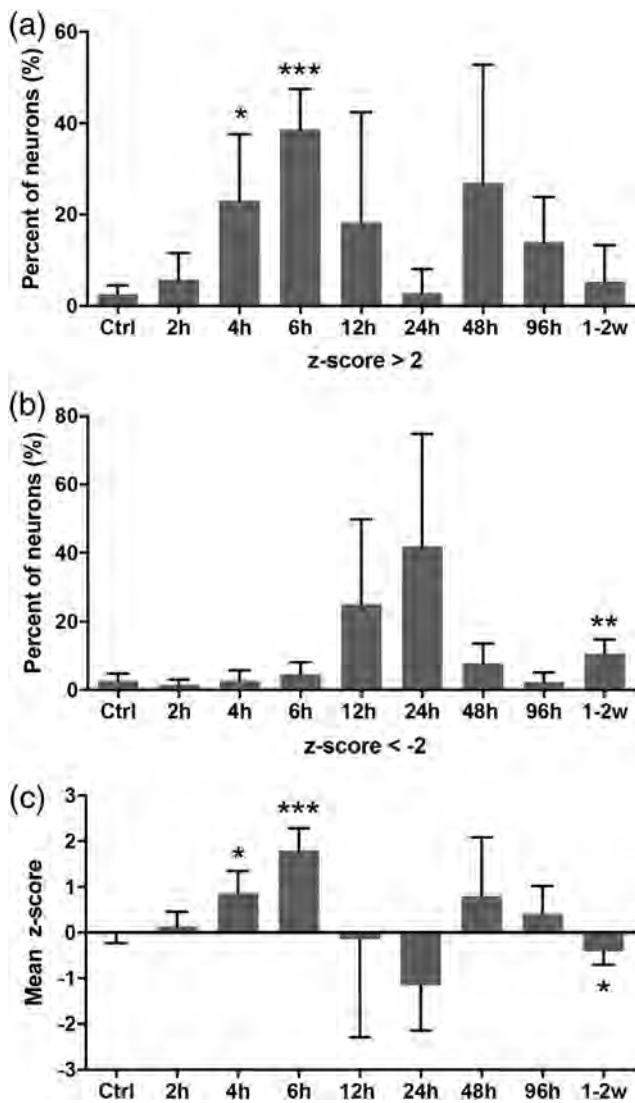 (a)
Percent of neurons (%)
60
40
20
0
*
***
Ctrl 2h 4h 6h 12h 24h 48h 96h 1-2w
z-score > 2
(b)
Percent of neurons (%)
80
60
40
20
0
**
Ctrl 2h 4h 6h 12h 24h 48h 96h 1-2w
z-score < -2
(c)
Mean z-score
3
2
1
0
-1
-2
-3
*
***
*
Ctrl 2h 4h 6h 12h 24h 48h 96h 1-2w